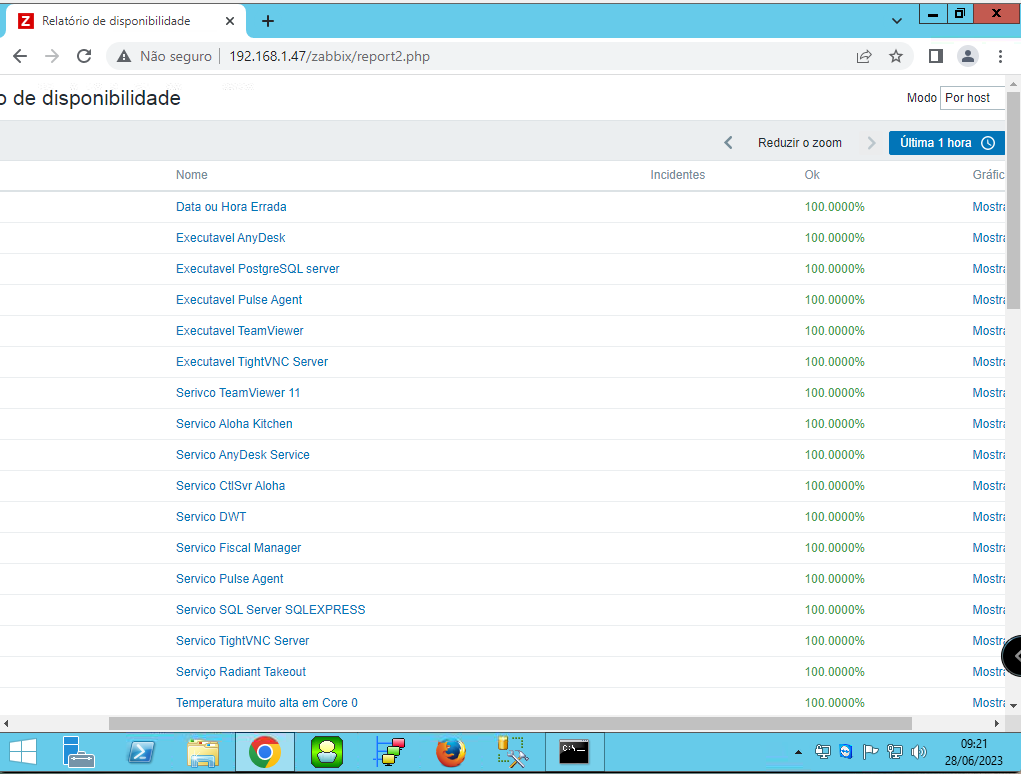 Z Relatório de disponibilidade
Não seguro 192.168.1.47/zabbix/report2.php
o de disponibilidade Modo Por host
Reduzir o zoom Última 1 hora
Nome Incidentes Ok Gráfic
Data ou Hora Errada 100.0000% Mostra
Executavel AnyDesk 100.0000% Mostra
Executavel PostgreSQL server 100.0000% Mostra
Executavel Pulse Agent 100.0000% Mostra
Executavel TeamViewer 100.0000% Mostra
Executavel TightVNC Server 100.0000% Mostra
Serivco TeamViewer 11 100.0000% Mostra
Servico Aloha Kitchen 100.0000% Mostra
Servico AnyDesk Service 100.0000% Mostra
Servico CtlSvr Aloha 100.0000% Mostra
Servico DWT 100.0000% Mostra
Servico Fiscal Manager 100.0000% Mostra
Servico Pulse Agent 100.0000% Mostra
Servico SQL Server SQLEXPRESS 100.0000% Mostra
Servico TightVNC Server 100.0000% Mostra
Serviço Radiant Takeout 100.0000% Mostra
Temperatura muito alta em Core 0 100.0000% Mostra
C:\_
09:21
28/06/2023